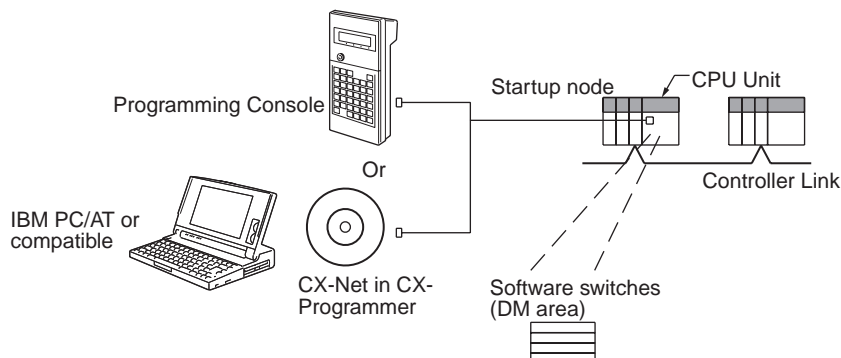 Programming Console
Startup node
CPU Unit
Or
Controller Link
IBM PC/AT or
compatible
CX-Net in CX-
Programmer
Software switches
(DM area)